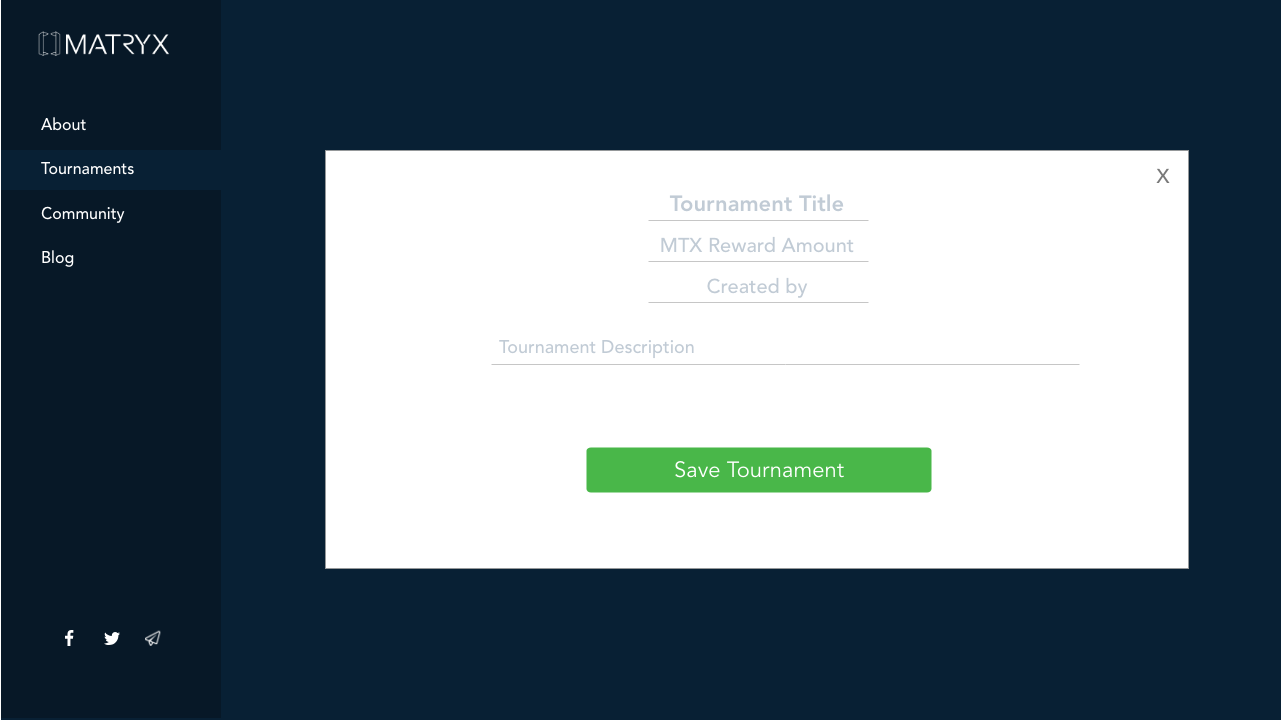 MATRYX
About
Tournaments
Community
Blog
X
Tournament Title
MTX Reward Amount
Created by
Tournament Description
Save Tournament